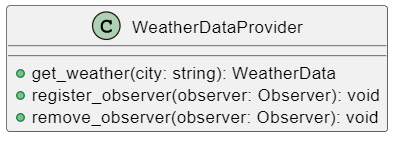 C WeatherDataProvider
get_weather(city: string): WeatherData
register_observer(observer: Observer): void
remove_observer(observer: Observer): void